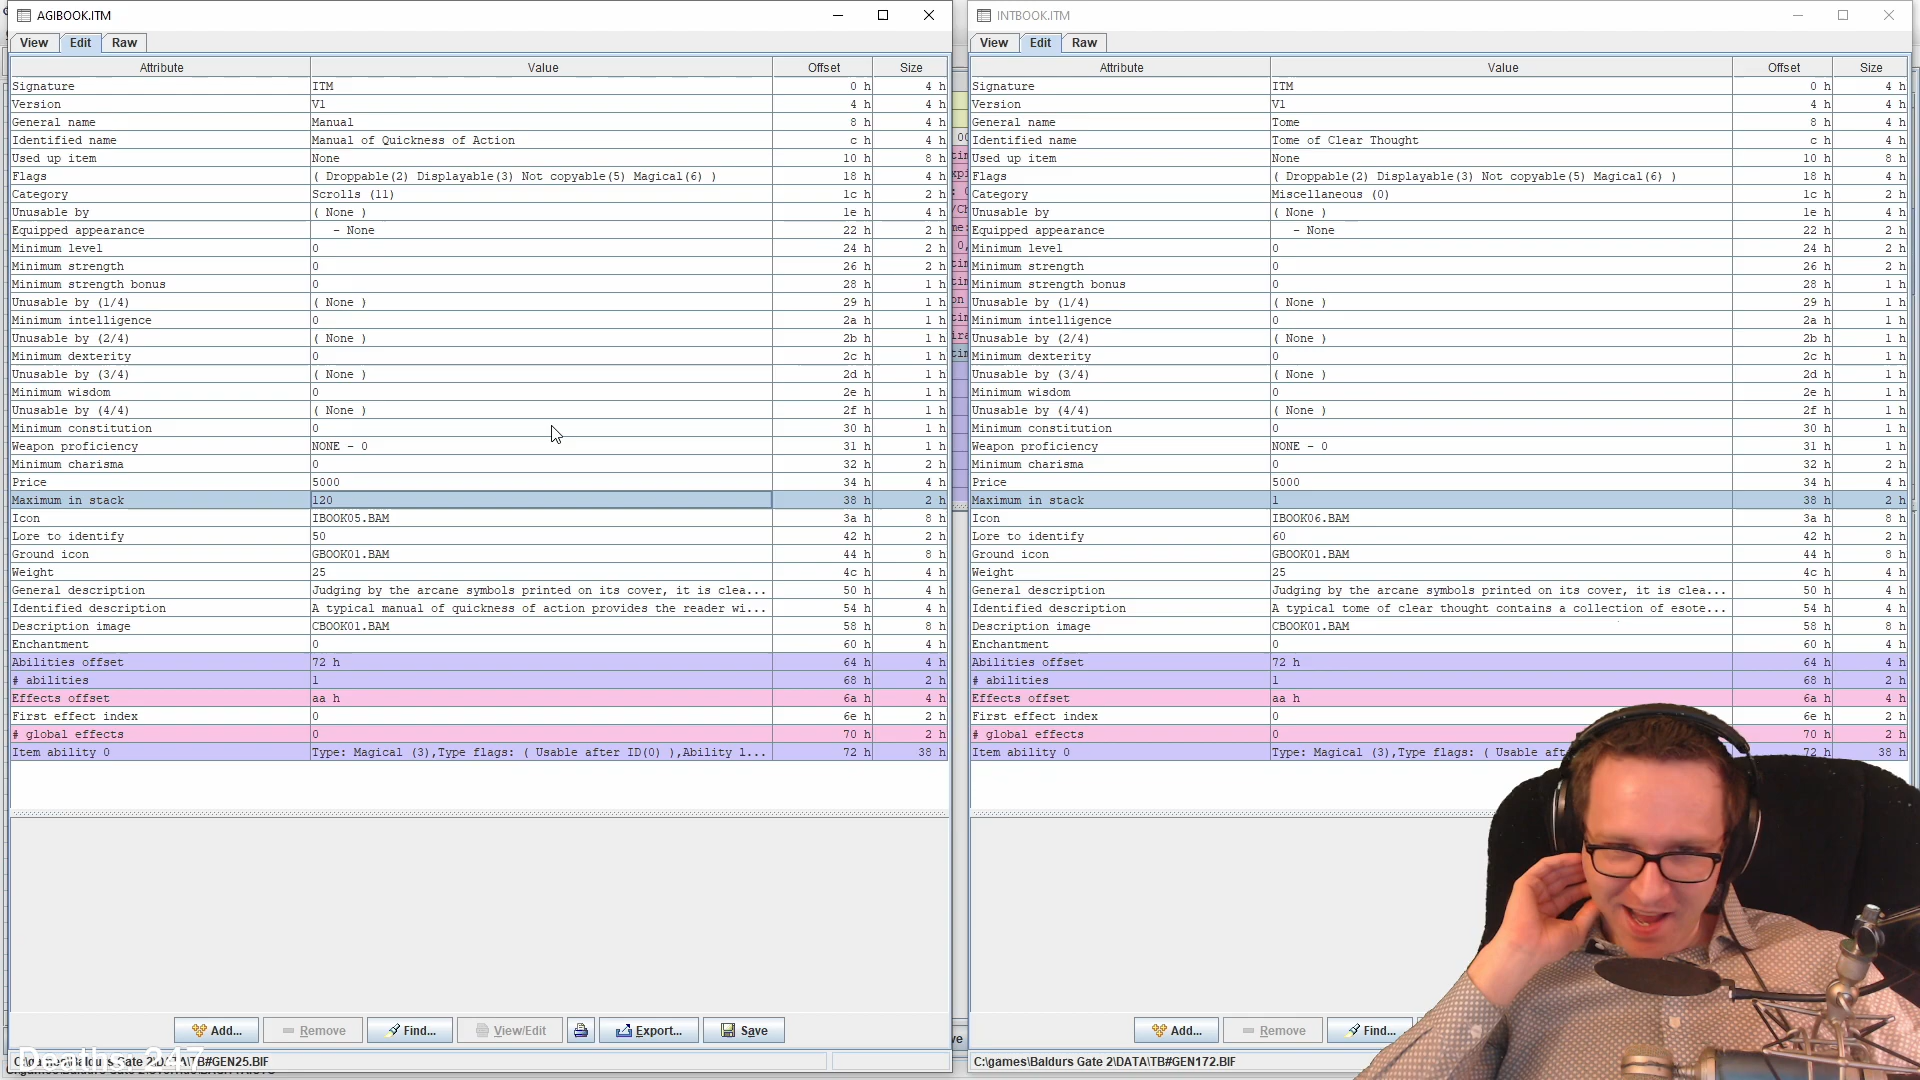 AGIBOOK.ITM
View Edit Raw
Attribute Value Offset Size
Signature ITM 0 h 4 h
Version V1 4 h 4 h
General name Manual 8 h 4 h
Identified name Manual of Quickness of Action c h 4 h
Used up item None 10 h 8 h
Flags ( Droppable(2) Displayable(3) Not copyable(5) Magical(6) ) 18 h 4 h
Category Scrolls (11) 1c h 2 h
Unusable by ( None ) 1e h 4 h
Equipped appearance - None 22 h 2 h
Minimum level 0 24 h 2 h
Minimum strength 0 26 h 2 h
Minimum strength bonus 0 28 h 1 h
Unusable by (1/4) ( None ) 29 h 1 h
Minimum intelligence 0 2a h 1 h
Unusable by (2/4) ( None ) 2b h 1 h
Minimum dexterity 0 2c h 1 h
Unusable by (3/4) ( None ) 2d h 1 h
Minimum wisdom 0 2e h 1 h
Unusable by (4/4) ( None ) 2f h 1 h
Minimum constitution 0 30 h 1 h
Weapon proficiency NONE - 0 31 h 1 h
Minimum charisma 0 32 h 2 h
Price 5000 34 h 4 h
Maximum in stack 120 38 h 2 h
Icon IBOOK05.BAM 3a h 8 h
Lore to identify 50 42 h 2 h
Ground icon GBOOK01.BAM 44 h 8 h
Weight 25 4c h 4 h
General description Judging by the arcane symbols printed on its cover, it is clea... 50 h 4 h
Identified description A typical manual of quickness of action provides the reader wi... 54 h 4 h
Description image CBOOK01.BAM 58 h 8 h
Enchantment 0 60 h 4 h
Abilities offset 72 h 64 h 4 h
# abilities 1 68 h 2 h
Effects offset aa h 6a h 4 h
First effect index 0 6e h 2 h
# global effects 0 70 h 2 h
Item ability 0 Type: Magical (3),Type flags: ( Usable after ID(0) ),Ability l... 72 h 38 h
Add... Remove Find... View/Edit Export... Save
C:\games\Baldurs Gate 2\DATA\TB#GEN25.BIF
Deaths: 247
INTBOOK.ITM
View Edit Raw
Attribute Value Offset Size
Signature ITM 0 h 4 h
Version V1 4 h 4 h
General name Tome 8 h 4 h
Identified name Tome of Clear Thought c h 4 h
Used up item None 10 h 8 h
Flags ( Droppable(2) Displayable(3) Not copyable(5) Magical(6) ) 18 h 4 h
Category Miscellaneous (0) 1c h 2 h
Unusable by ( None ) 1e h 4 h
Equipped appearance - None 22 h 2 h
Minimum level 0 24 h 2 h
Minimum strength 0 26 h 2 h
Minimum strength bonus 0 28 h 1 h
Unusable by (1/4) ( None ) 29 h 1 h
Minimum intelligence 0 2a h 1 h
Unusable by (2/4) ( None ) 2b h 1 h
Minimum dexterity 0 2c h 1 h
Unusable by (3/4) ( None ) 2d h 1 h
Minimum wisdom 0 2e h 1 h
Unusable by (4/4) ( None ) 2f h 1 h
Minimum constitution 0 30 h 1 h
Weapon proficiency NONE - 0 31 h 1 h
Minimum charisma 0 32 h 2 h
Price 5000 34 h 4 h
Maximum in stack 1 38 h 2 h
Icon IBOOK06.BAM 3a h 8 h
Lore to identify 60 42 h 2 h
Ground icon GBOOK01.BAM 44 h 8 h
Weight 25 4c h 4 h
General description Judging by the arcane symbols printed on its cover, it is clea... 50 h 4 h
Identified description A typical tome of clear thought contains a collection of esote... 54 h 4 h
Description image CBOOK01.BAM 58 h 8 h
Enchantment 0 60 h 4 h
Abilities offset 72 h 64 h 4 h
# abilities 1 68 h 2 h
Effects offset aa h 6a h 4 h
First effect index 0 6e h 2 h
# global effects 0 70 h 2 h
Item ability 0 Type: Magical (3),Type flags: ( Usable aft 72 h 38 h
Add... Remove Find...
C:\games\Baldurs Gate 2\DATA\TB#GEN172.BIF